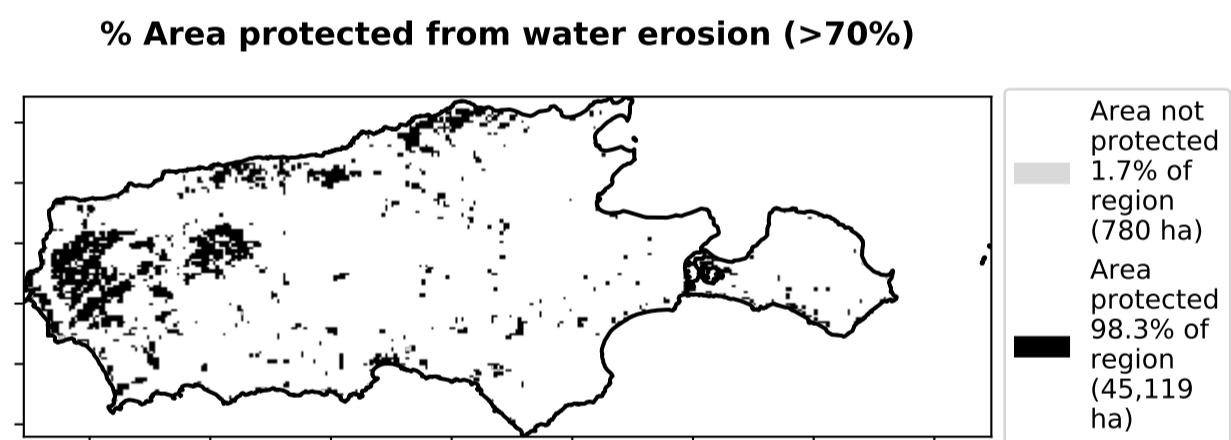 % Area protected from water erosion (>70%)
Area not
protected
1.7% of
region
(780 ha)
Area
protected
98.3% of
region
(45,119
ha)